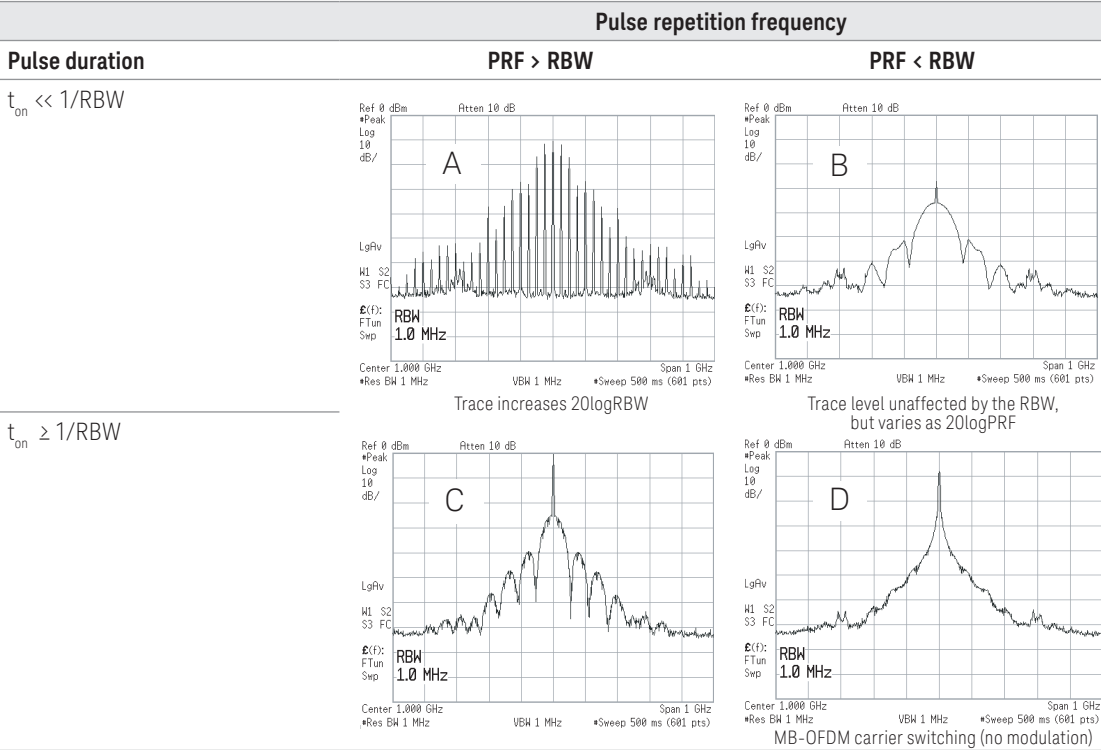 Pulse repetition frequency
Pulse duration
PRF > RBW
PRF < RBW
t_on << 1/RBW
Ref 0 dBm Atten 10 dB
#Peak
Log
10
dB/
A
LgAv
W1 S2
S3 FC
£(f):
FTun
Swp
RBW
1.0 MHz
Center 1.000 GHz Span 1 GHz
#Res BW 1 MHz VBW 1 MHz #Sweep 500 ms (601 pts)
Trace increases 20logRBW
Ref 0 dBm Atten 10 dB
#Peak
Log
10
dB/
B
LgAv
W1 S2
S3 FC
£(f):
FTun
Swp
RBW
1.0 MHz
Center 1.000 GHz Span 1 GHz
#Res BW 1 MHz VBW 1 MHz #Sweep 500 ms (601 pts)
Trace level unaffected by the RBW,
but varies as 20logPRF
t_on ≥ 1/RBW
Ref 0 dBm Atten 10 dB
#Peak
Log
10
dB/
C
LgAv
W1 S2
S3 FC
£(f):
FTun
Swp
RBW
1.0 MHz
Center 1.000 GHz Span 1 GHz
#Res BW 1 MHz VBW 1 MHz #Sweep 500 ms (601 pts)
Ref 0 dBm Atten 10 dB
#Peak
Log
10
dB/
D
LgAv
W1 S2
S3 FC
£(f):
FTun
Swp
RBW
1.0 MHz
Center 1.000 GHz Span 1 GHz
#Res BW 1 MHz VBW 1 MHz #Sweep 500 ms (601 pts)
MB-OFDM carrier switching (no modulation)